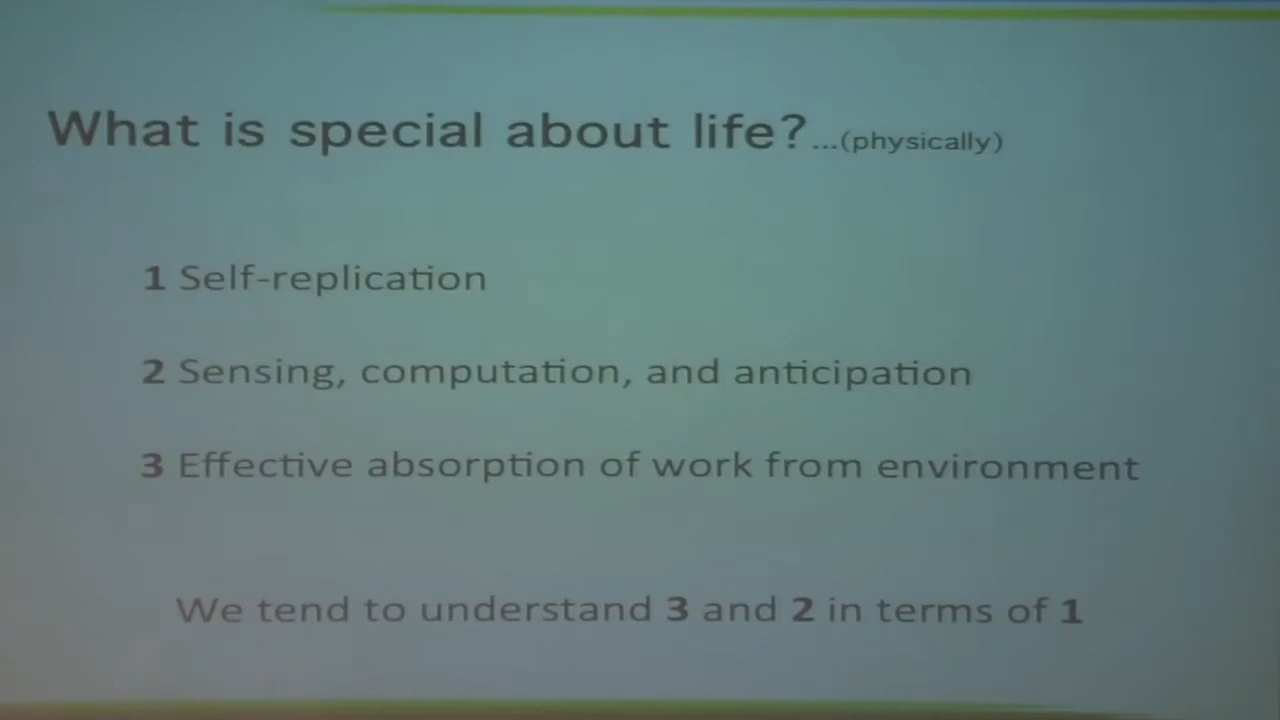 What is special about life?...(physically)
1 Self-replication
2 Sensing, computation, and anticipation
3 Effective absorption of work from environment
We tend to understand 3 and 2 in terms of 1